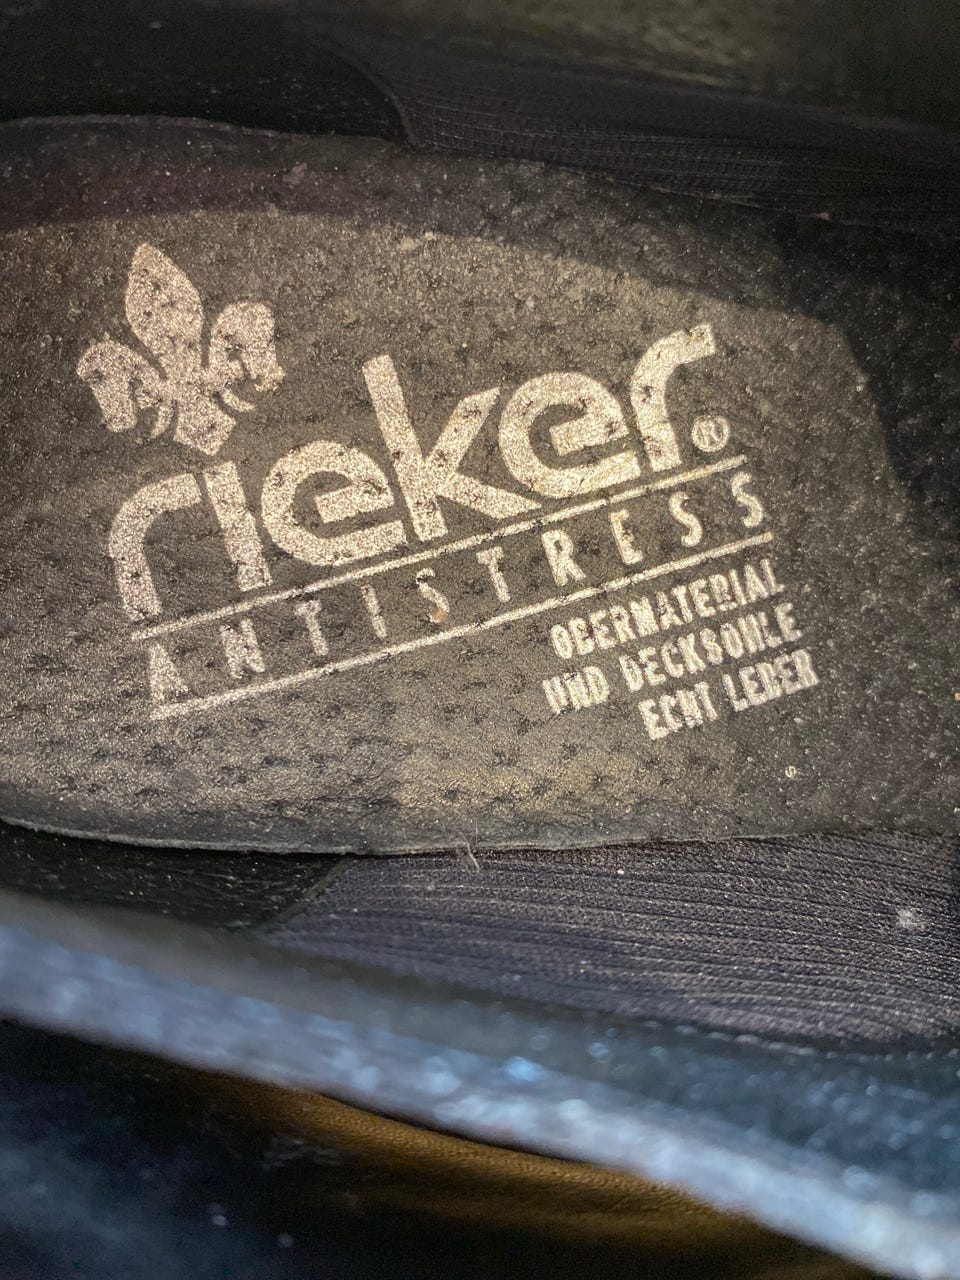 rieker®
ANTISTRESS
OBERMATERIAL
UND DECKSOHLE
ECHT LEDER